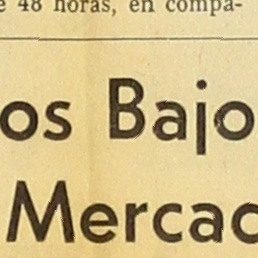 e 48 horas, en compa-
os Bajo
Mercad